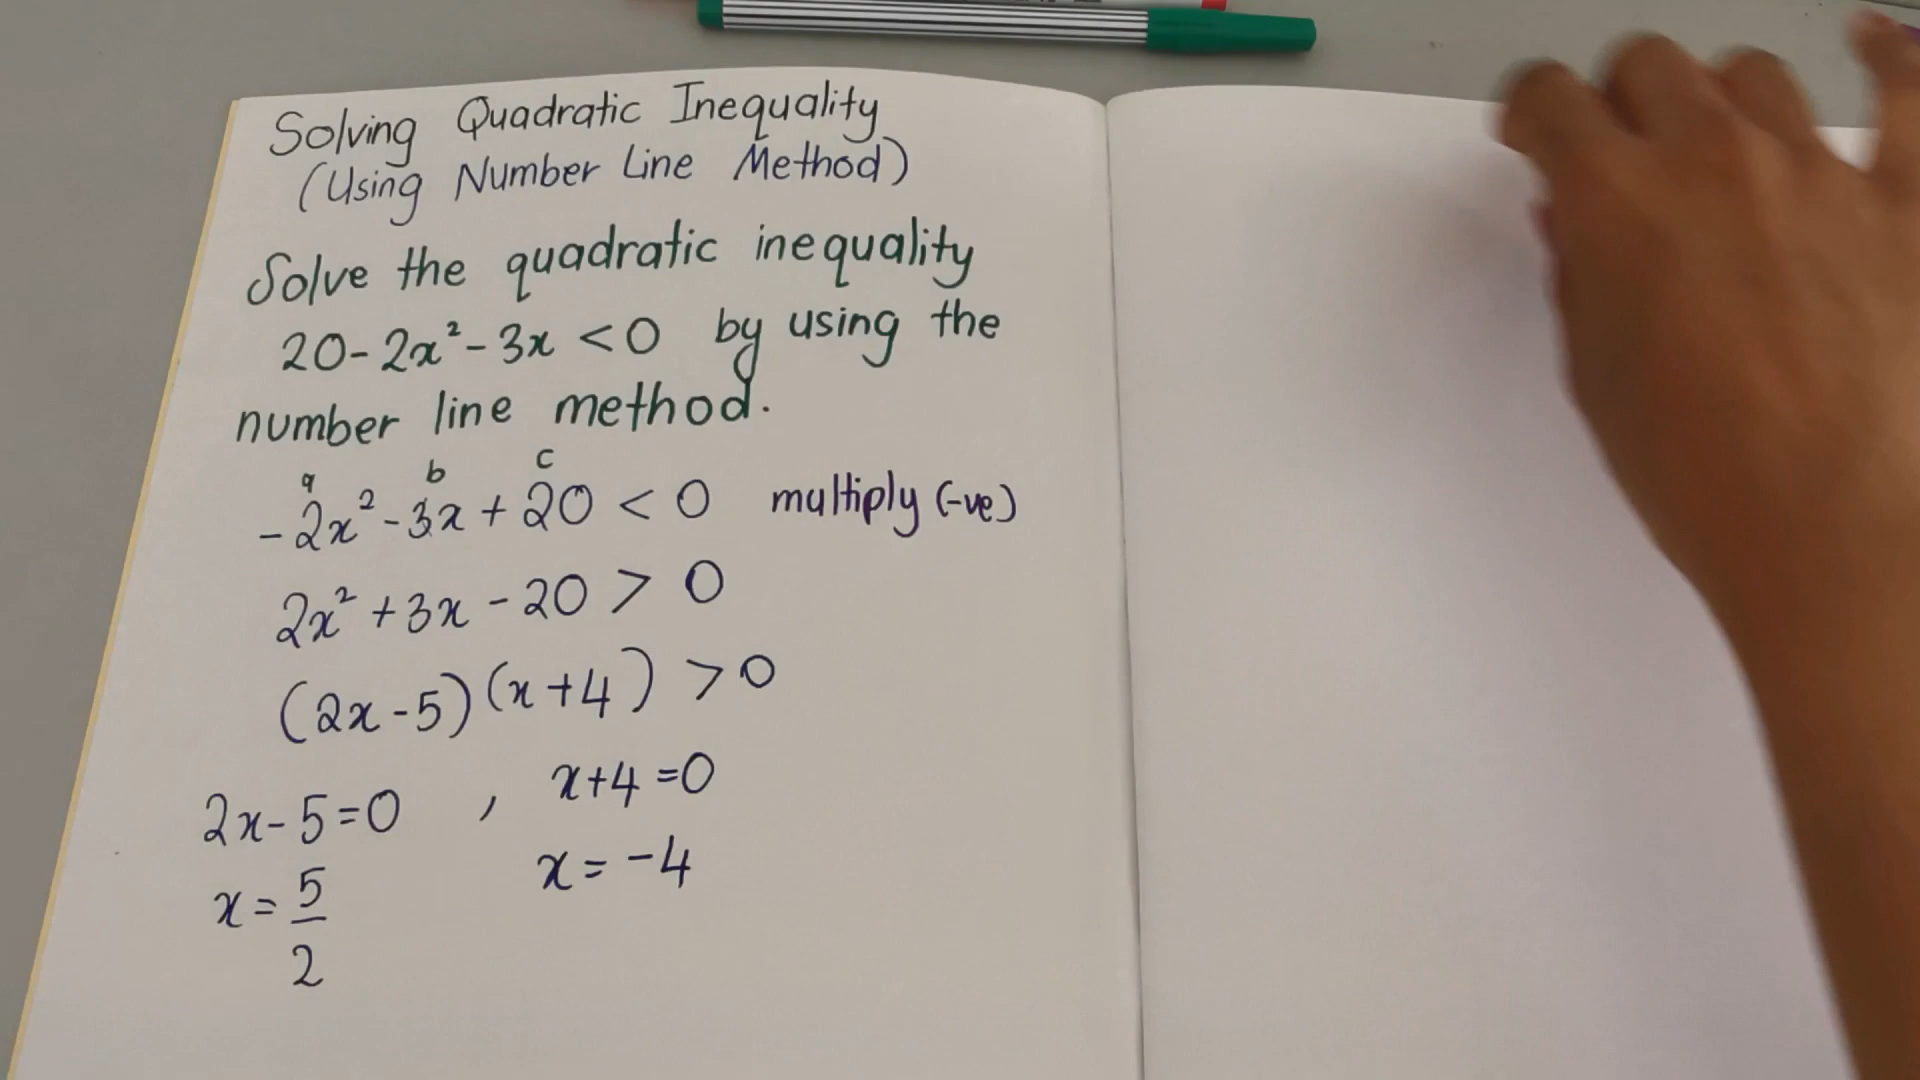 Solving Quadratic Inequality
(Using Number Line Method)
Solve the quadratic inequality
20-2x²-3x <0 by using the
number line method.
a b c
-2x²-3x+20 < 0 multiply (-ve)
2x²+3x-20 > 0
(2x-5)(x+4) >0
2x-5=0 , x+4=0
x=5/2 x=-4